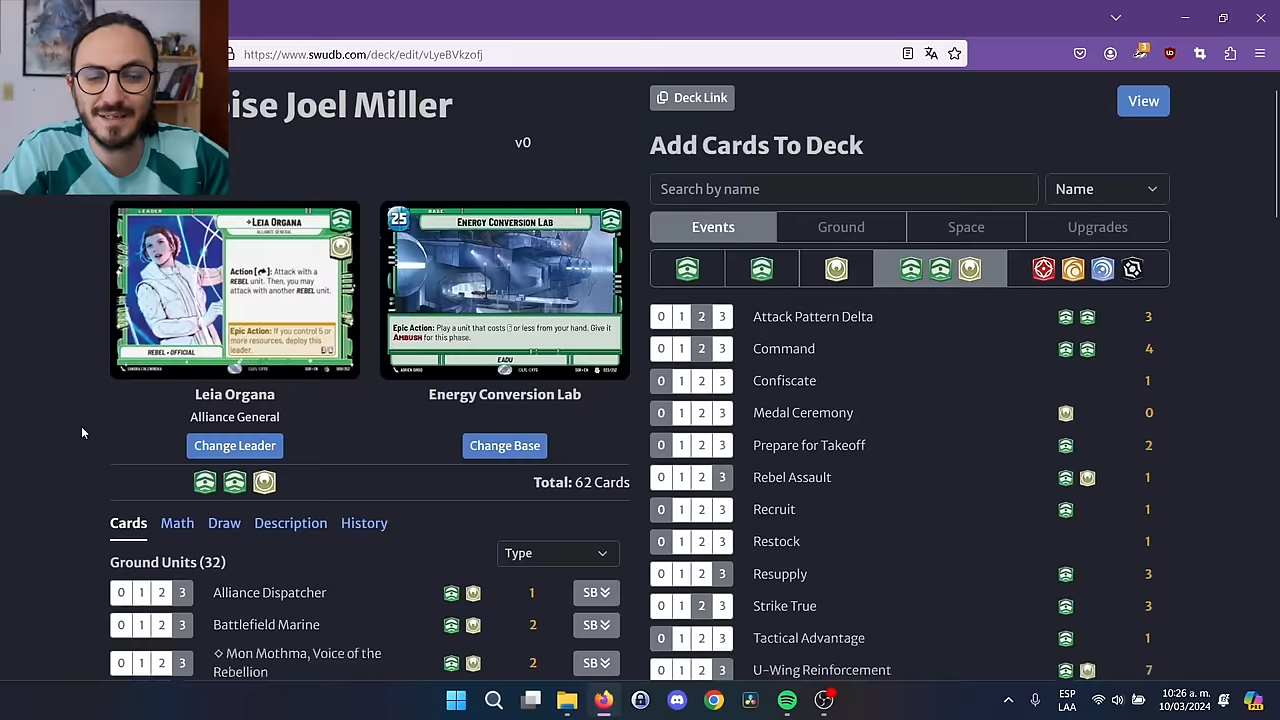 https://www.swudb.com/deck/edit/vLyeBVkzofj
3
ise Joel Miller
v0
LEADER
Leia Organa
ALLIANCE GENERAL
Action [ ]: Attack with a
REBEL unit. Then, you may
attack with another REBEL unit.
Epic Action: If you control 5 or
more resources, deploy this
leader.
REBEL • OFFICIAL
BASE
25
Energy Conversion Lab
Epic Action: Play a unit that costs 6 or less from your hand. Give it
AMBUSH for this phase.
EADU
Leia Organa
Alliance General
Change Leader
Energy Conversion Lab
Change Base
Total: 62 Cards
Cards
Math
Draw
Description
History
Ground Units (32)
Type
0 1 2 3 Alliance Dispatcher 1 SB
0 1 2 3 Battlefield Marine 2 SB
0 1 2 3 Mon Mothma, Voice of the
Rebellion 2 SB
Deck Link
View
Add Cards To Deck
Search by name
Name
Events
Ground
Space
Upgrades
0 1 2 3 Attack Pattern Delta 3
0 1 2 3 Command 4
0 1 2 3 Confiscate 1
0 1 2 3 Medal Ceremony 0
0 1 2 3 Prepare for Takeoff 2
0 1 2 3 Rebel Assault 1
0 1 2 3 Recruit 1
0 1 2 3 Restock 1
0 1 2 3 Resupply 3
0 1 2 3 Strike True 3
0 1 2 3 Tactical Advantage 1
0 1 2 3 U-Wing Reinforcement 7
ESP
LAA
10:26 a. m.
10/03/2024